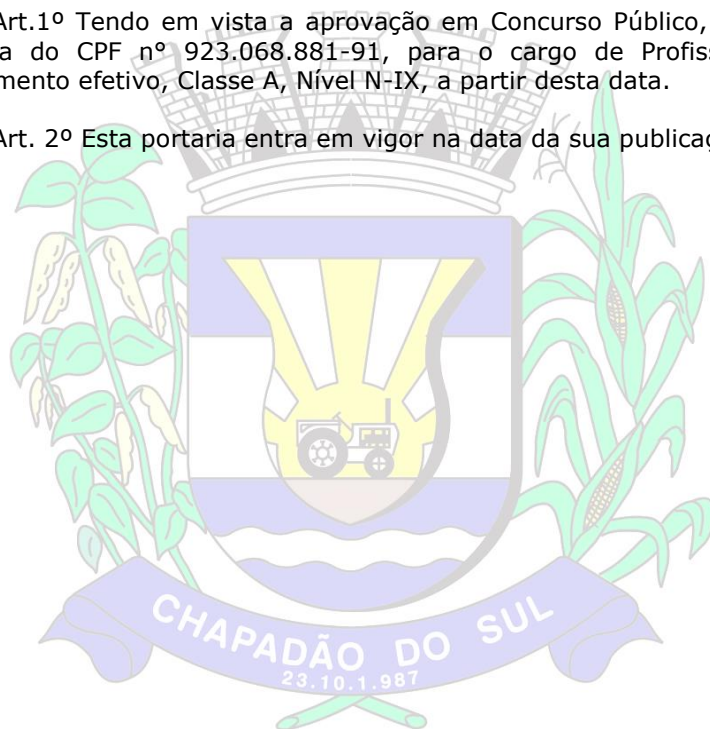 Art.1º Tendo em vista a aprovação em Concurso Público,
a do CPF n° 923.068.881-91, para o cargo de Profiss
mento efetivo, Classe A, Nível N-IX, a partir desta data.
Art. 2º Esta portaria entra em vigor na data da sua publicaç
CHAPADÃO DO SUL
23.10.1.987